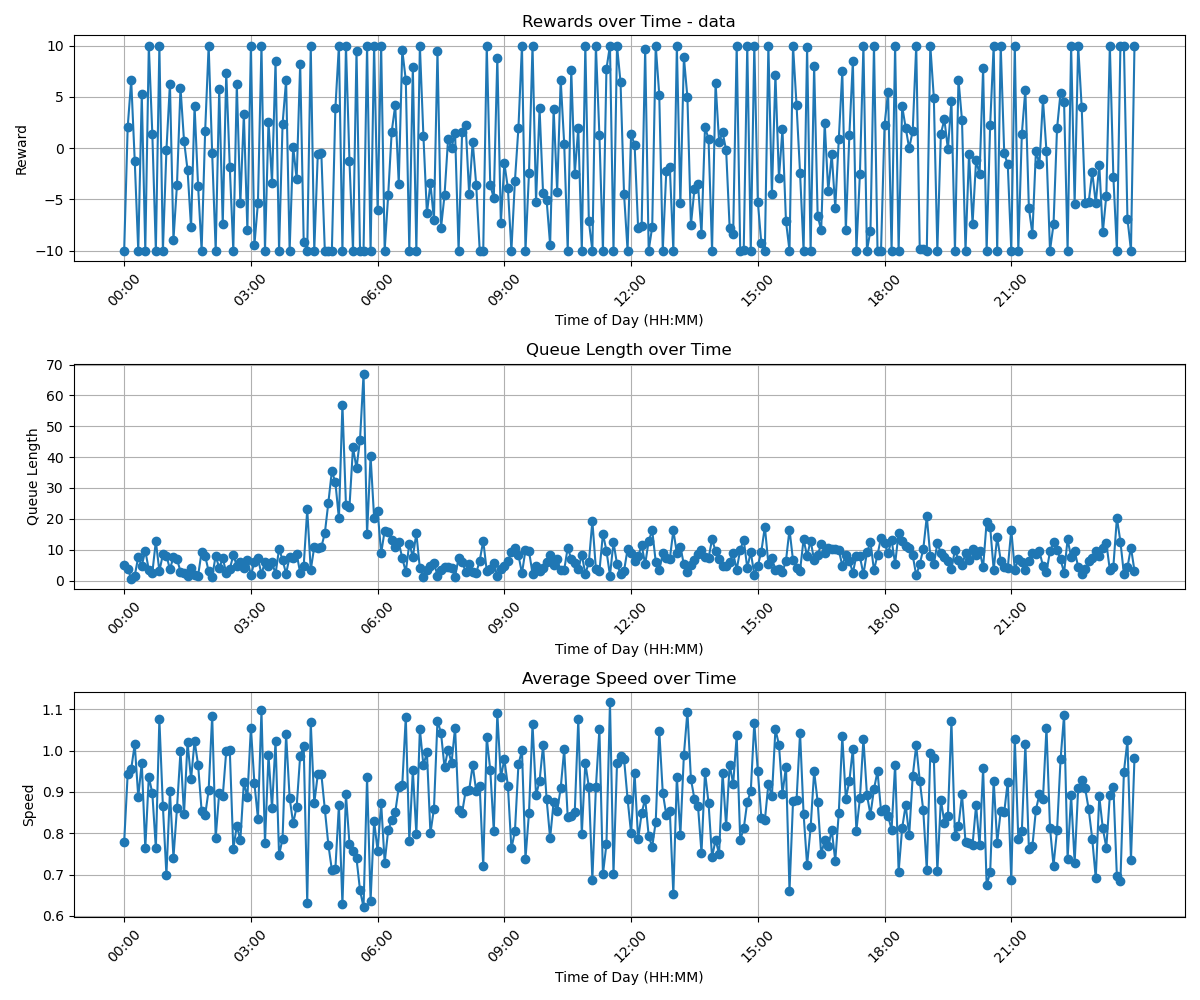 Rewards over Time - data
Reward
10
5
0
−5
−10
00:00 03:00 06:00 09:00 12:00 15:00 18:00 21:00
Time of Day (HH:MM)
Queue Length over Time
Queue Length
70
60
50
40
30
20
10
0
00:00 03:00 06:00 09:00 12:00 15:00 18:00 21:00
Time of Day (HH:MM)
Average Speed over Time
Speed
1.1
1.0
0.9
0.8
0.7
0.6
00:00 03:00 06:00 09:00 12:00 15:00 18:00 21:00
Time of Day (HH:MM)